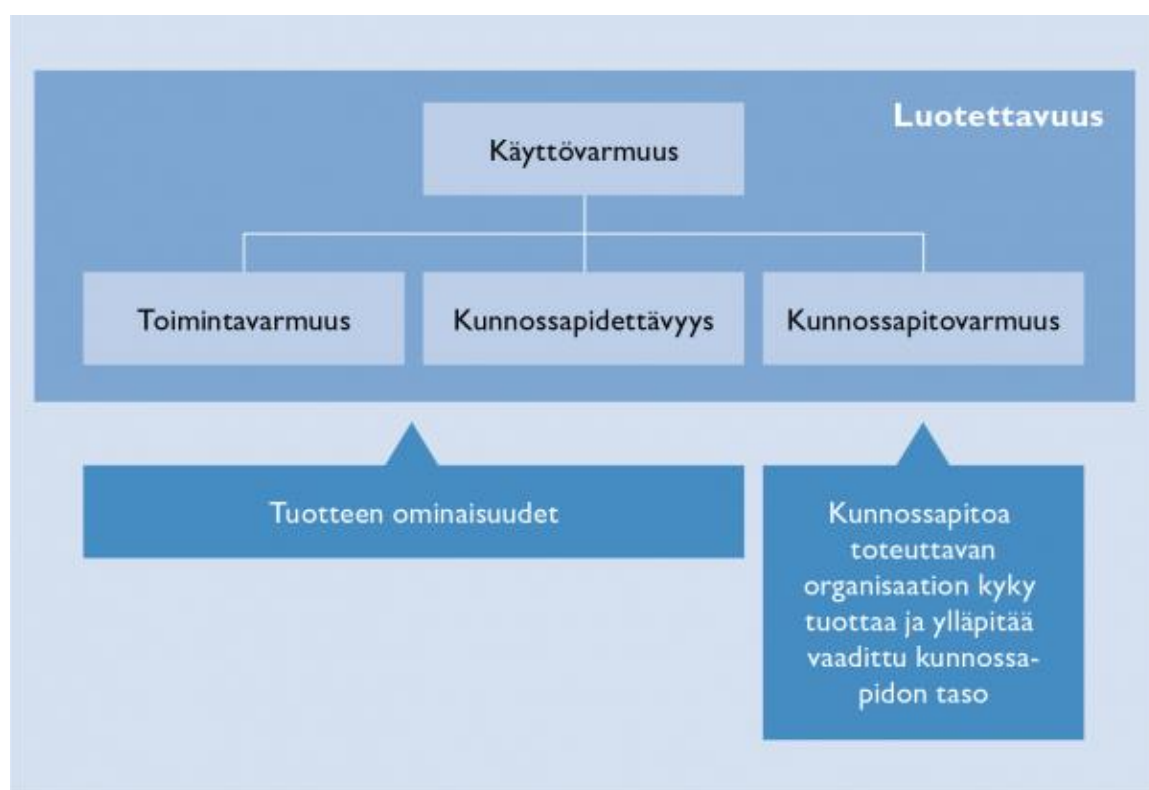 Luotettavuus
Käyttövarmuus
Toimintavarmuus
Kunnossapidettävyys
Kunnossapitovarmuus
Tuotteen ominaisuudet
Kunnossapitoa
toteuttavan
organisaation kyky
tuottaa ja ylläpitää
vaadittu kunnossa-
pidon taso